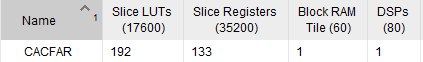 Name 1 Slice LUTs (17600) Slice Registers (35200) Block RAM Tile (60) DSPs (80)
CACFAR 192 133 1 1